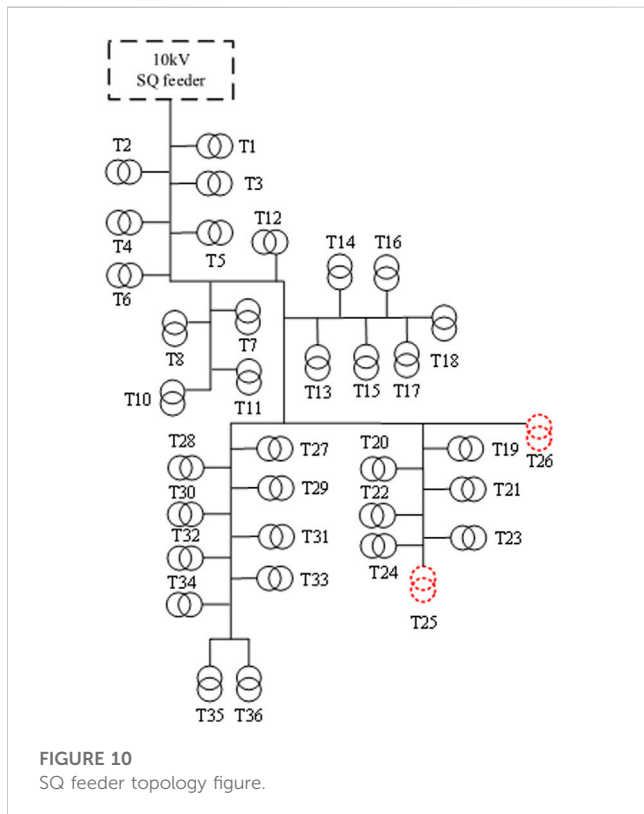 10kV
SQ feeder
T2
T1
T3
T4
T5
T6
T12
T14
T16
T8
T7
T13
T15
T17
T18
T10
T11
T28
T27
T20
T19
T26
T30
T29
T22
T21
T32
T31
T23
T34
T33
T24
T25
T35
T36
FIGURE 10
SQ feeder topology figure.